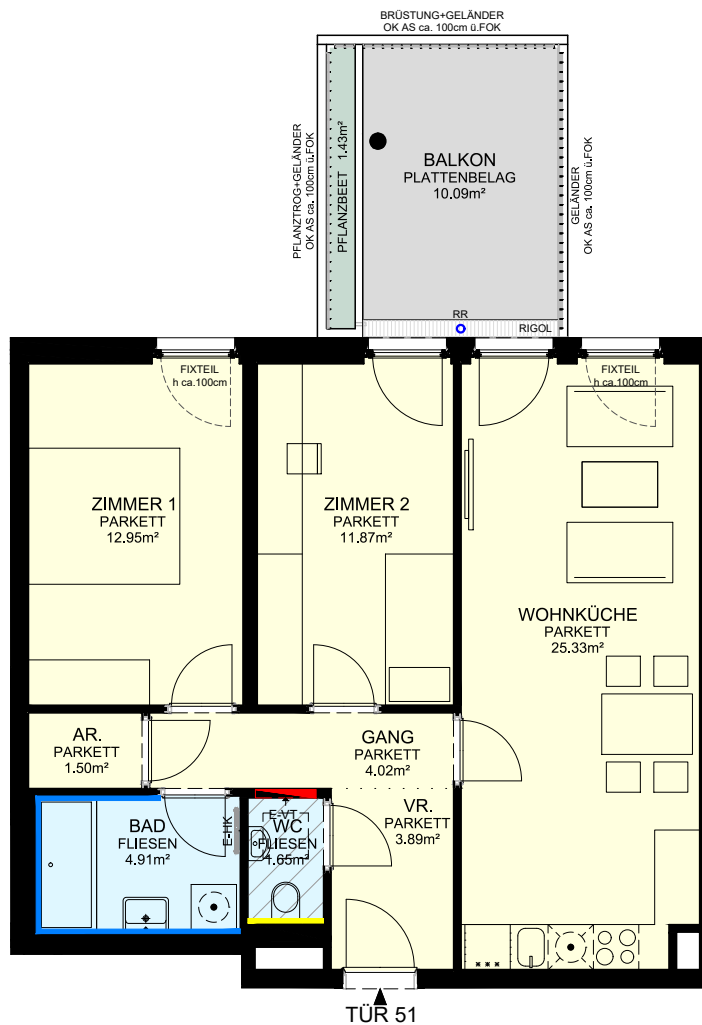 BRÜSTUNG+GELÄNDER
OK AS ca. 100cm ü.FOK
PFLANZTROG+GELÄNDER
OK AS ca. 100cm ü.FOK
PFLANZBEET 1.43m²
BALKON
PLATTENBELAG
10.09m²
GELÄNDER
OK AS ca. 100cm ü.FOK
RR
RIGOL
FIXTEIL
h ca.100cm
FIXTEIL
h ca.100cm
ZIMMER 1
PARKETT
12.95m²
ZIMMER 2
PARKETT
11.87m²
WOHNKÜCHE
PARKETT
25.33m²
AR.
PARKETT
1.50m²
GANG
PARKETT
4.02m²
VR.
PARKETT
3.89m²
BAD
FLIESEN
4.91m²
E-HK
E-VT
WC
FLIESEN
1.65m²
TÜR 51